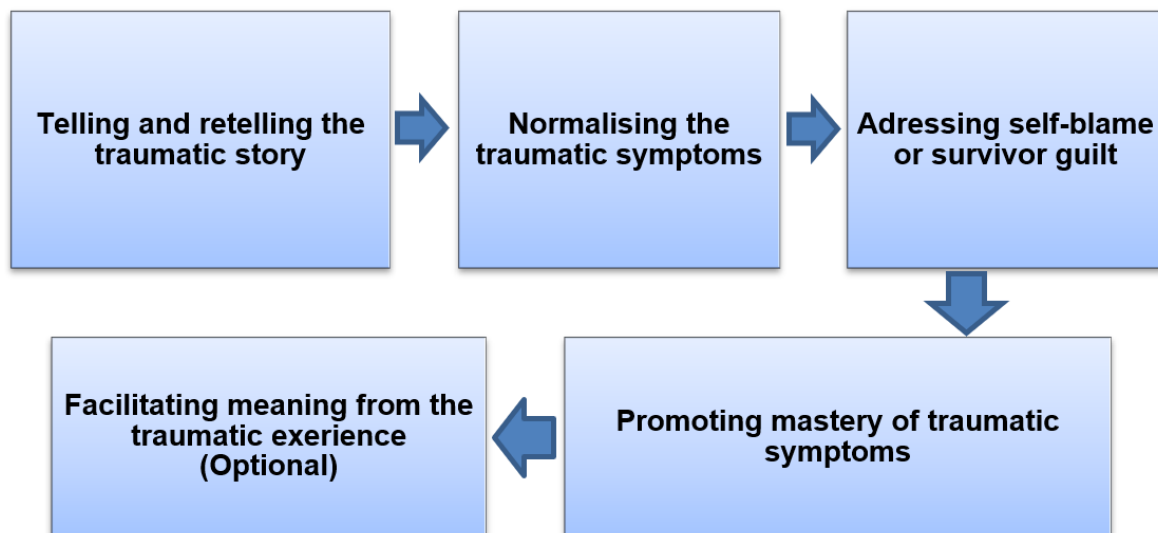 Telling and retelling the
traumatic story
Normalising the
traumatic symptoms
Adressing self-blame
or survivor guilt
Promoting mastery of traumatic
symptoms
Facilitating meaning from the
traumatic exerience
(Optional)